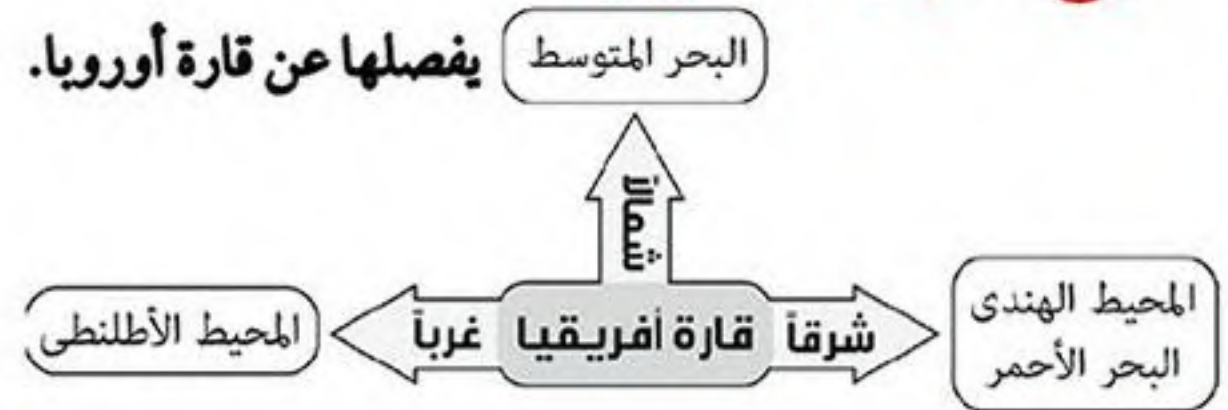 البحر المتوسط يفصلها عن قارة أوروبا.
شمالاً
المحيط الهندى
البحر الأحمر
شرقاً
قارة أفريقيا
غرباً
المحيط الأطلنطى